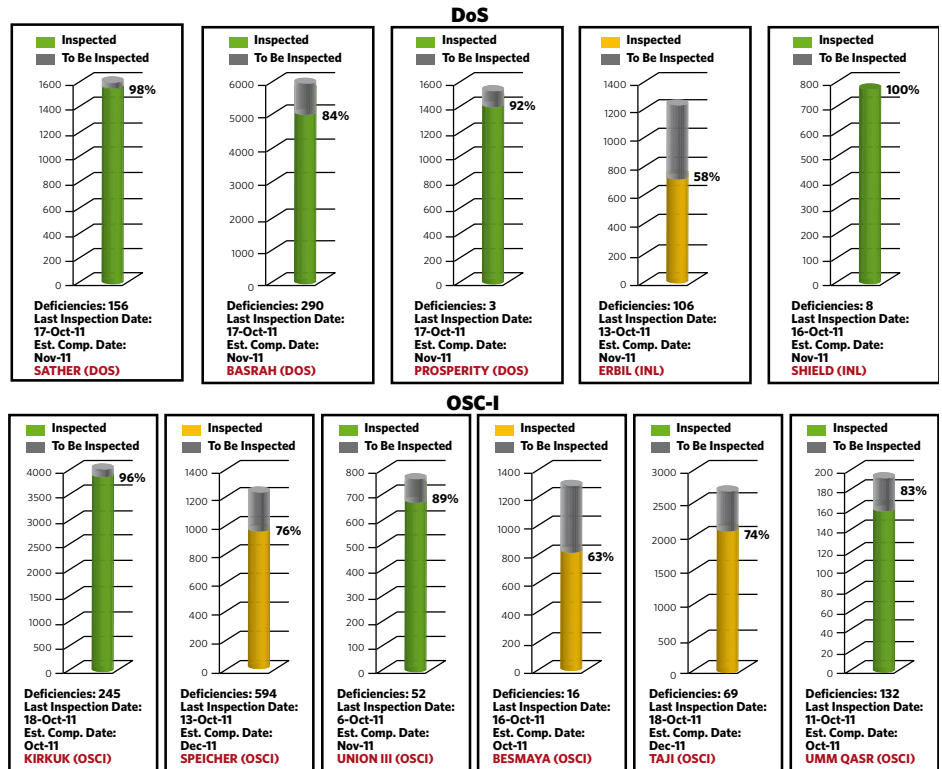 DoS
Inspected
To Be Inspected
1600
1400
1200
1000
800
600
400
200
0
98%
Deficiencies: 156
Last Inspection Date:
17-Oct-11
Est. Comp. Date:
Nov-11
SATHER (DOS)
Inspected
To Be Inspected
6000
5000
4000
3000
2000
1000
0
84%
Deficiencies: 290
Last Inspection Date:
17-Oct-11
Est. Comp. Date:
Nov-11
BASRAH (DOS)
Inspected
To Be Inspected
1600
1400
1200
1000
800
600
400
200
0
92%
Deficiencies: 3
Last Inspection Date:
17-Oct-11
Est. Comp. Date:
Nov-11
PROSPERITY (DOS)
Inspected
To Be Inspected
1400
1200
1000
800
600
400
200
0
58%
Deficiencies: 106
Last Inspection Date:
13-Oct-11
Est. Comp. Date:
Nov-11
ERBIL (INL)
Inspected
To Be Inspected
800
700
600
500
400
300
200
100
0
100%
Deficiencies: 8
Last Inspection Date:
16-Oct-11
Est. Comp. Date:
Nov-11
SHIELD (INL)
OSC-I
Inspected
To Be Inspected
4000
3500
3000
2500
2000
1500
1000
500
0
96%
Deficiencies: 245
Last Inspection Date:
18-Oct-11
Est. Comp. Date:
Oct-11
KIRKUK (OSCI)
Inspected
To Be Inspected
1400
1200
1000
800
600
400
200
0
76%
Deficiencies: 594
Last Inspection Date:
13-Oct-11
Est. Comp. Date:
Dec-11
SPEICHER (OSCI)
Inspected
To Be Inspected
800
700
600
500
400
300
200
100
0
89%
Deficiencies: 52
Last Inspection Date:
6-Oct-11
Est. Comp. Date:
Nov-11
UNION III (OSCI)
Inspected
To Be Inspected
1400
1200
1000
800
600
400
200
0
63%
Deficiencies: 16
Last Inspection Date:
16-Oct-11
Est. Comp. Date:
Oct-11
BESMAYA (OSCI)
Inspected
To Be Inspected
3000
2500
2000
1000
500
0
74%
Deficiencies: 69
Last Inspection Date:
18-Oct-11
Est. Comp. Date:
Dec-11
TAJI (OSCI)
Inspected
To Be Inspected
200
180
160
140
120
100
80
60
40
20
0
83%
Deficiencies: 132
Last Inspection Date:
11-Oct-11
Est. Comp. Date:
Oct-11
UMM QASR (OSCI)